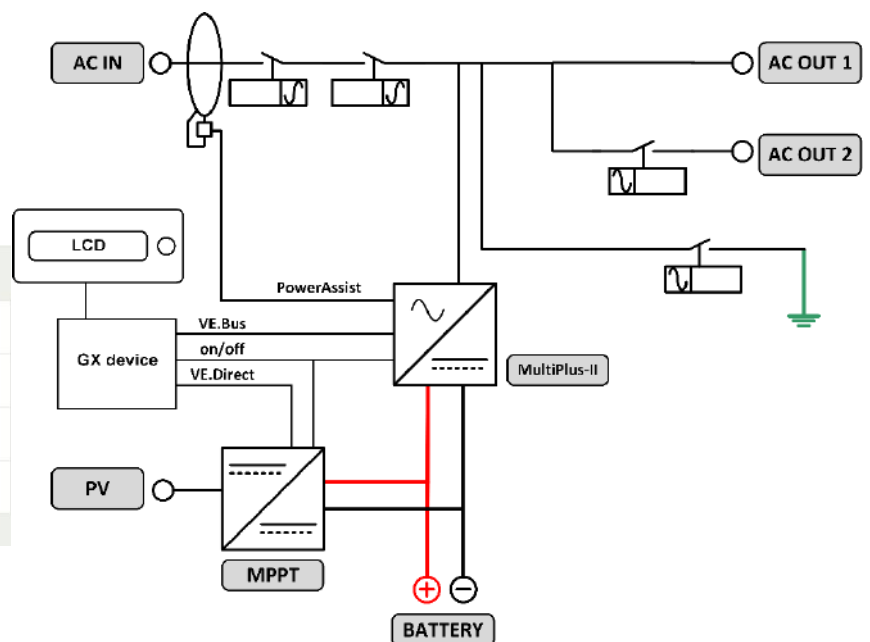 AC IN
AC OUT 1
AC OUT 2
LCD
PowerAssist
VE.Bus
GX device
on/off
VE.Direct
MultiPlus-II
PV
MPPT
BATTERY